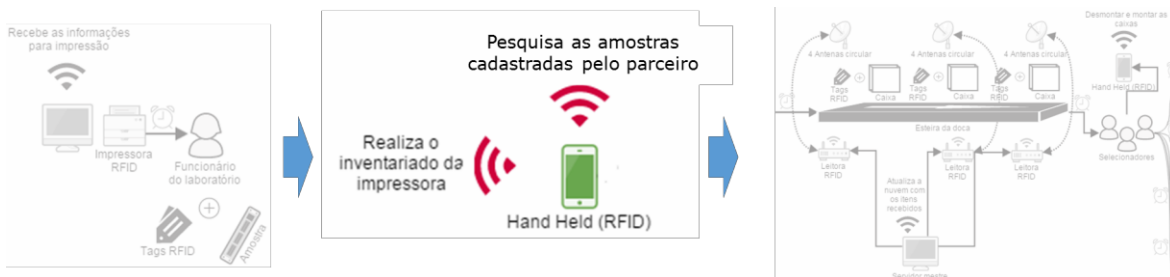 Recebe as informações
para impressão
Impressora
RFID
Funcionário
do laboratório
Tags RFID
Amostra
Pesquisa as amostras
cadastradas pelo parceiro
Realiza o
inventariado da
impressora
Hand Held (RFID)
Desmontar e montar as
caixas
4 Antenas circular
4 Antenas circular
4 Antenas circular
Hand Held (RFID)
Tags
RFID
Caixa
Tags
RFID
Caixa
Tags
RFID
Caixa
Esteira da doca
Selecionadores
Leitora
RFID
Leitora
RFID
Leitora
RFID
Atualiza a
nuvem com
os itens
recebidos
Servidor mestre